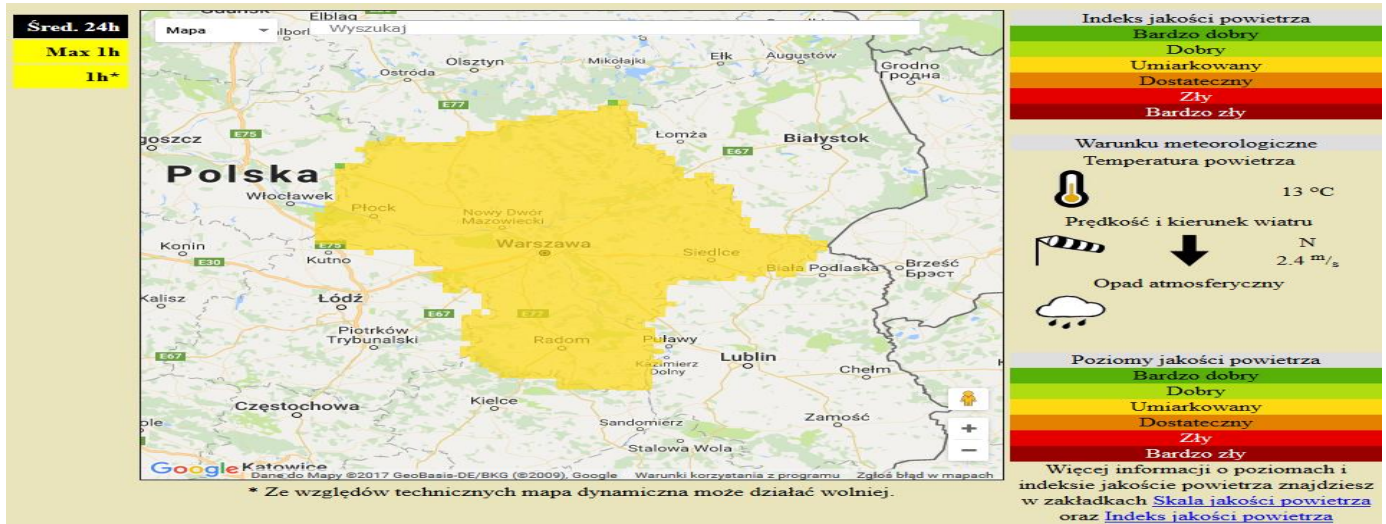 Śred. 24h
Max 1h
1h*
Mapa
Wyszukaj
Elbląg
Olsztyn
Mikołajki
Ełk
Augustów
Grodno
Гродна
Ostróda
E77
E75
Łomża
Białystok
E67
Polska
Włocławek
Płock
Nowy Dwór
Mazowiecki
Konin
E75
Warszawa
Siedlce
Kutno
E30
Biała Podlaska
Brześć
Брэст
Kalisz
Łódź
E67
E77
Piotrków
Trybunalski
Radom
Puławy
E67
Kazimierz
Dolny
Lublin
Chełm
Częstochowa
Kielce
Sandomierz
Zamość
Stalowa Wola
Google
Katowice
Dane do Mapy ©2017 GeoBasis-DE/BKG (©2009), Google
Warunki korzystania z programu
Zgłoś błąd w mapach
* Ze względów technicznych mapa dynamiczna może działać wolniej.
Indeks jakości powietrza
Bardzo dobry
Dobry
Umiarkowany
Dostateczny
Zły
Bardzo zły
Warunku meteorologiczne
Temperatura powietrza
13 °C
Prędkość i kierunek wiatru
N
2.4 m/s
Opad atmosferyczny
Poziomy jakości powietrza
Bardzo dobry
Dobry
Umiarkowany
Dostateczny
Zły
Bardzo zły
Więcej informacji o poziomach i
indeksie jakoście powietrza znajdziesz
w zakładkach Skala jakości powietrza
oraz Indeks jakości powietrza